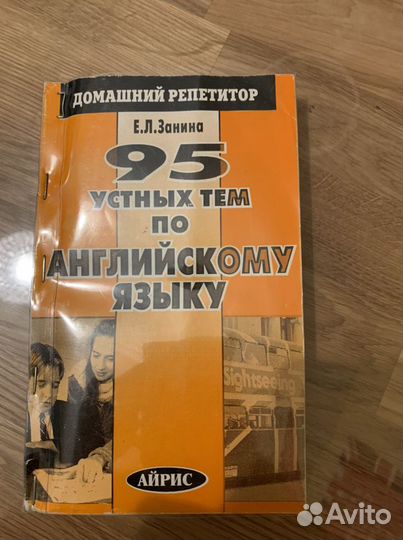 ДОМАШНИЙ РЕПЕТИТОР
Е.Л.Занина
95
УСТНЫХ ТЕМ
ПО
АНГЛИЙСКОМУ
ЯЗЫКУ
Sightseeing
АЙРИС
Avito